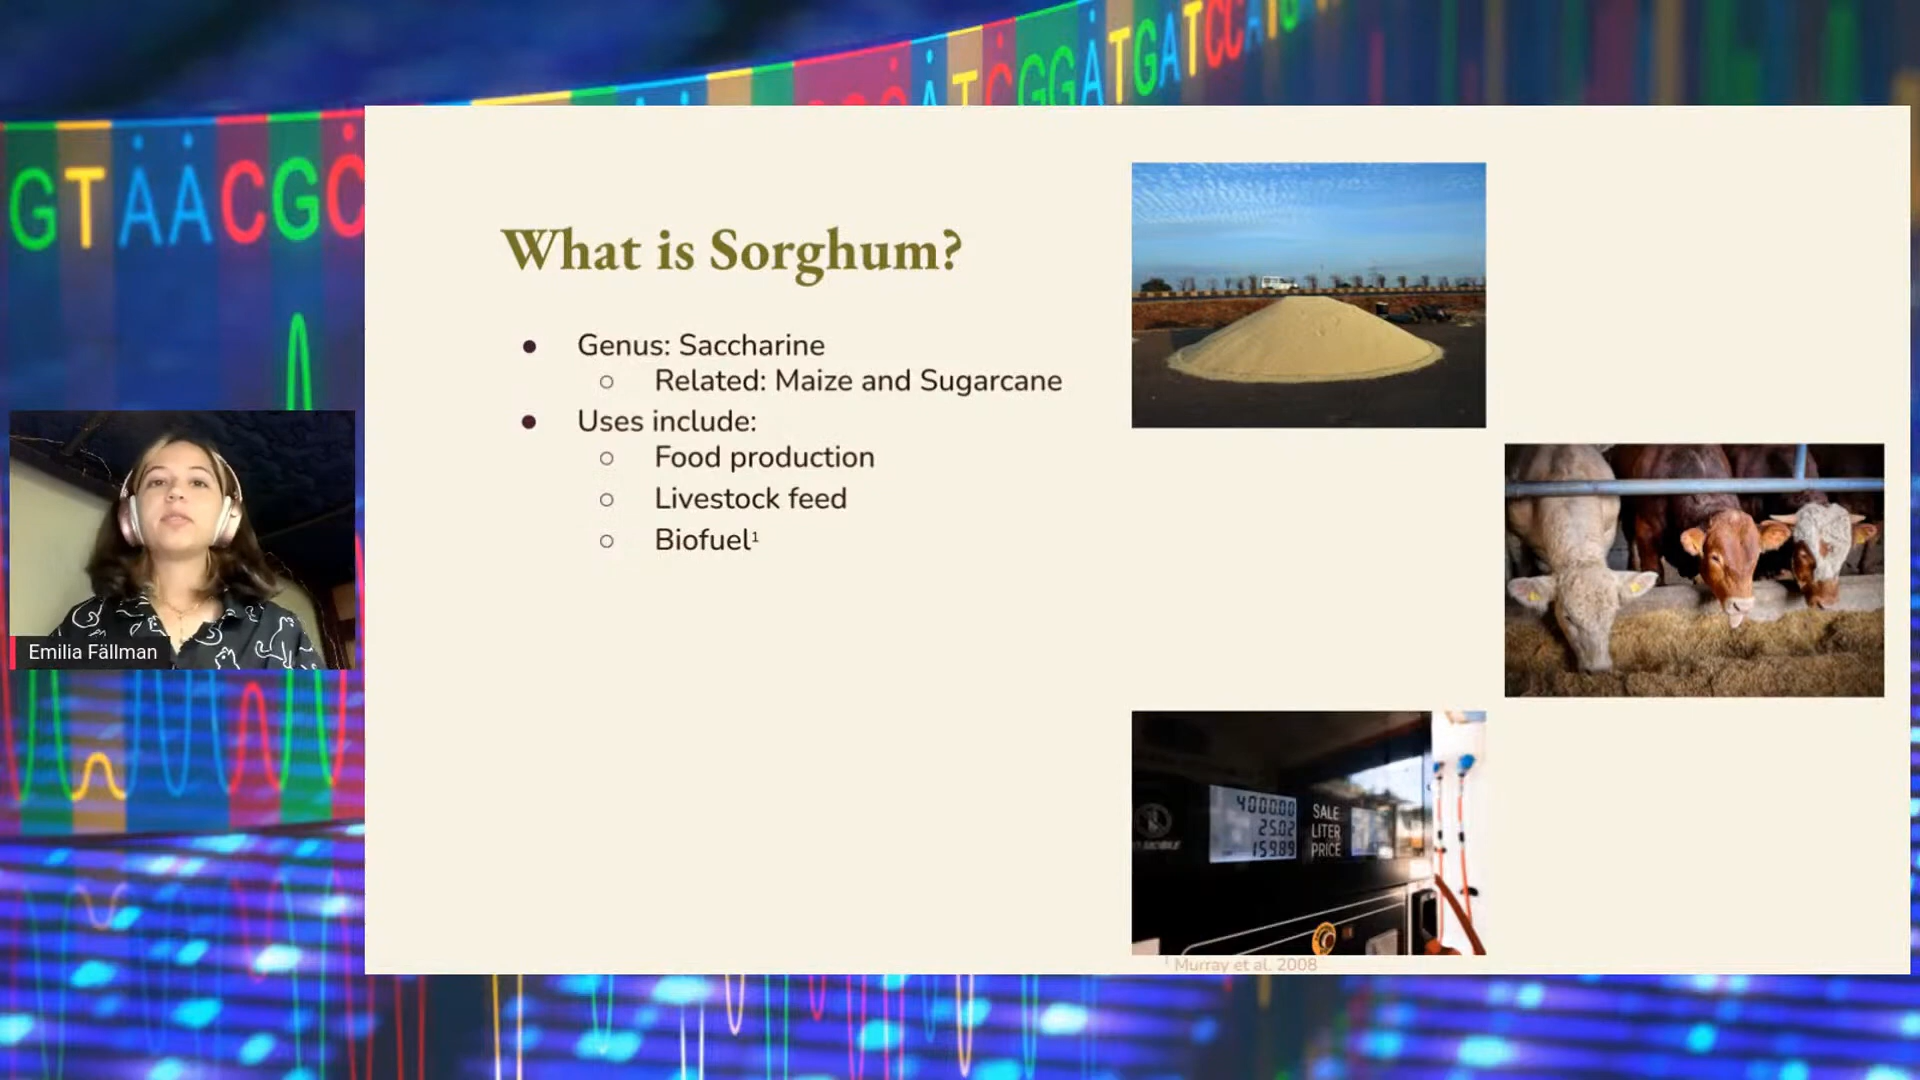 GGATGATCCATG
GTAACGC
What is Sorghum?
Genus: Saccharine
Related: Maize and Sugarcane
Uses include:
Food production
Livestock feed
Biofuel¹
Emilia Fällman
4000.00 SALE
25.02 LITER
159.89 PRICE
¹ Murray et al. 2008